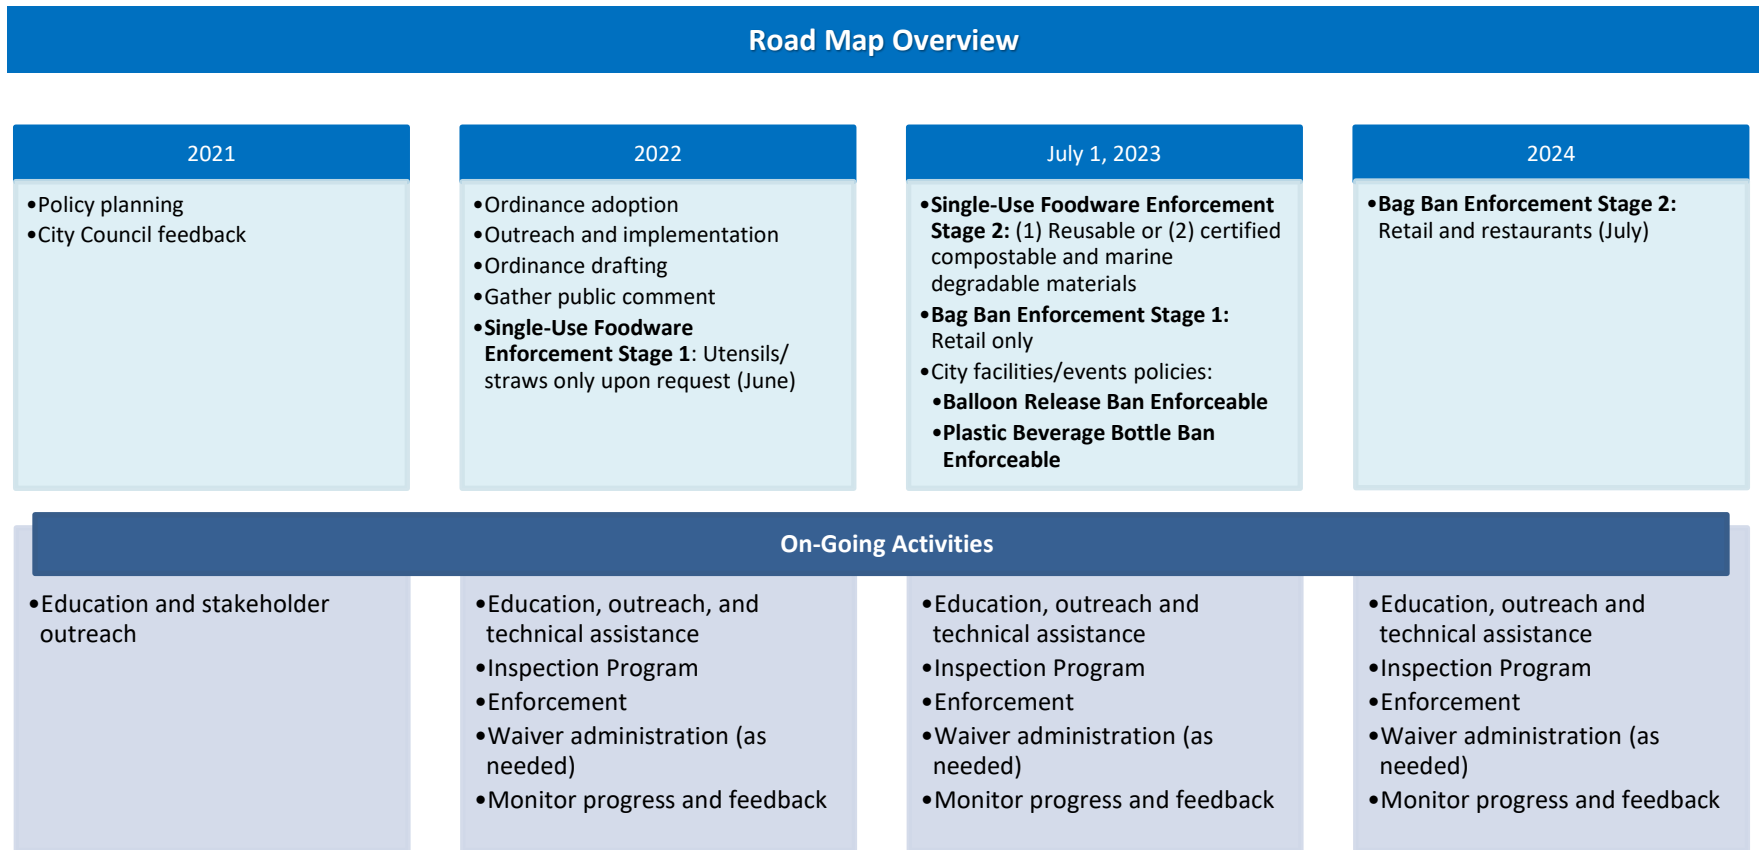 Road Map Overview
2021
•Policy planning
•City Council feedback
2022
•Ordinance adoption
•Outreach and implementation
•Ordinance drafting
•Gather public comment
•Single-Use Foodware
Enforcement Stage 1: Utensils/
straws only upon request (June)
July 1, 2023
•Single-Use Foodware Enforcement
Stage 2: (1) Reusable or (2) certified
compostable and marine
degradable materials
•Bag Ban Enforcement Stage 1:
Retail only
•City facilities/events policies:
•Balloon Release Ban Enforceable
•Plastic Beverage Bottle Ban
Enforceable
2024
•Bag Ban Enforcement Stage 2:
Retail and restaurants (July)
On-Going Activities
•Education and stakeholder
outreach
•Education, outreach, and
technical assistance
•Inspection Program
•Enforcement
•Waiver administration (as
needed)
•Monitor progress and feedback
•Education, outreach and
technical assistance
•Inspection Program
•Enforcement
•Waiver administration (as
needed)
•Monitor progress and feedback
•Education, outreach and
technical assistance
•Inspection Program
•Enforcement
•Waiver administration (as
needed)
•Monitor progress and feedback